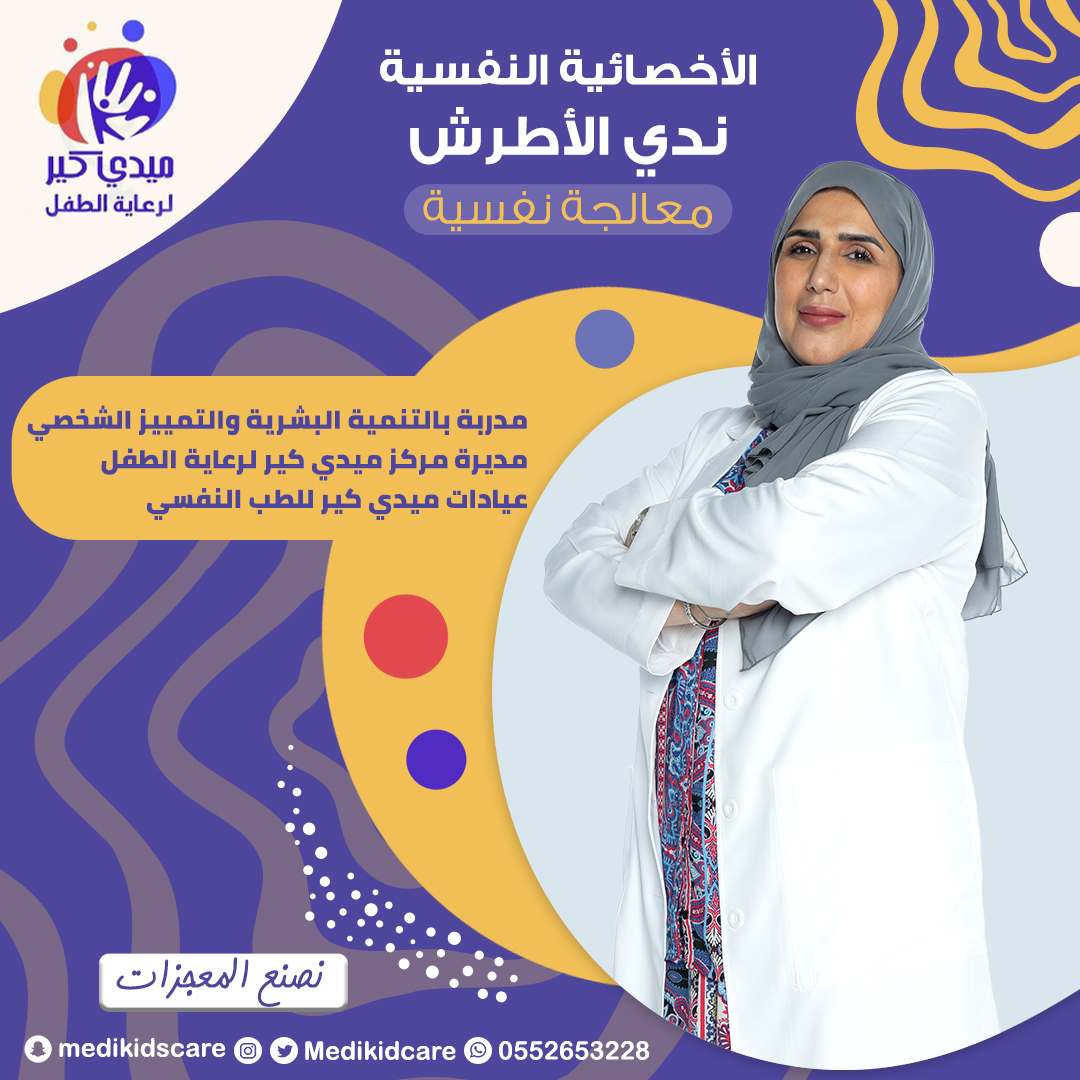 ميدي كير
لرعاية الطفل
الأخصائية النفسية
ندي الأطرش
معالجة نفسية
مدربة بالتنمية البشرية والتمييز الشخصي
مديرة مركز ميدي كير لرعاية الطفل
عيادات ميدي كير للطب النفسي
نصنع المعجزات
medikidscare Medikidcare 0552653228